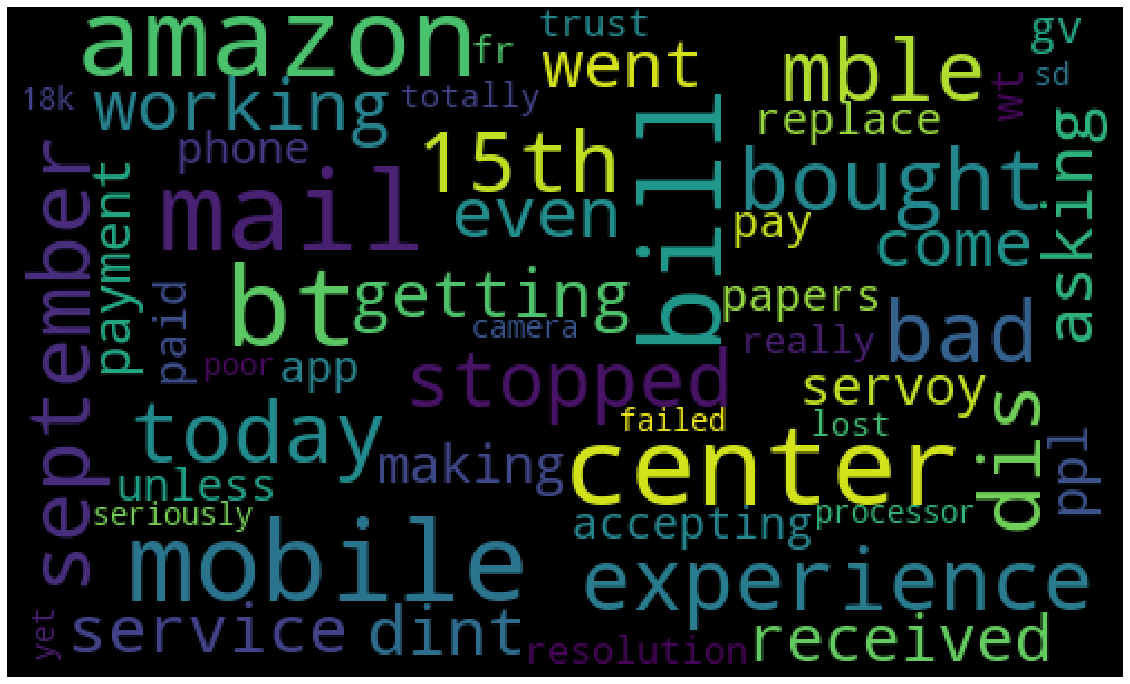 amazon
fr
trust
went
mble
gv
18k
working
totally
wt
sd
replace
phone
15th
bill
bought
asking
september
payment
mail
even
pay
come
bt
getting
papers
paid
camera
really
bad
poor
app
stopped
servoy
today
failed
lost
dis
ppl
making
center
unless
seriously
accepting
processor
mobile
experience
yet
service
dint
resolution
received